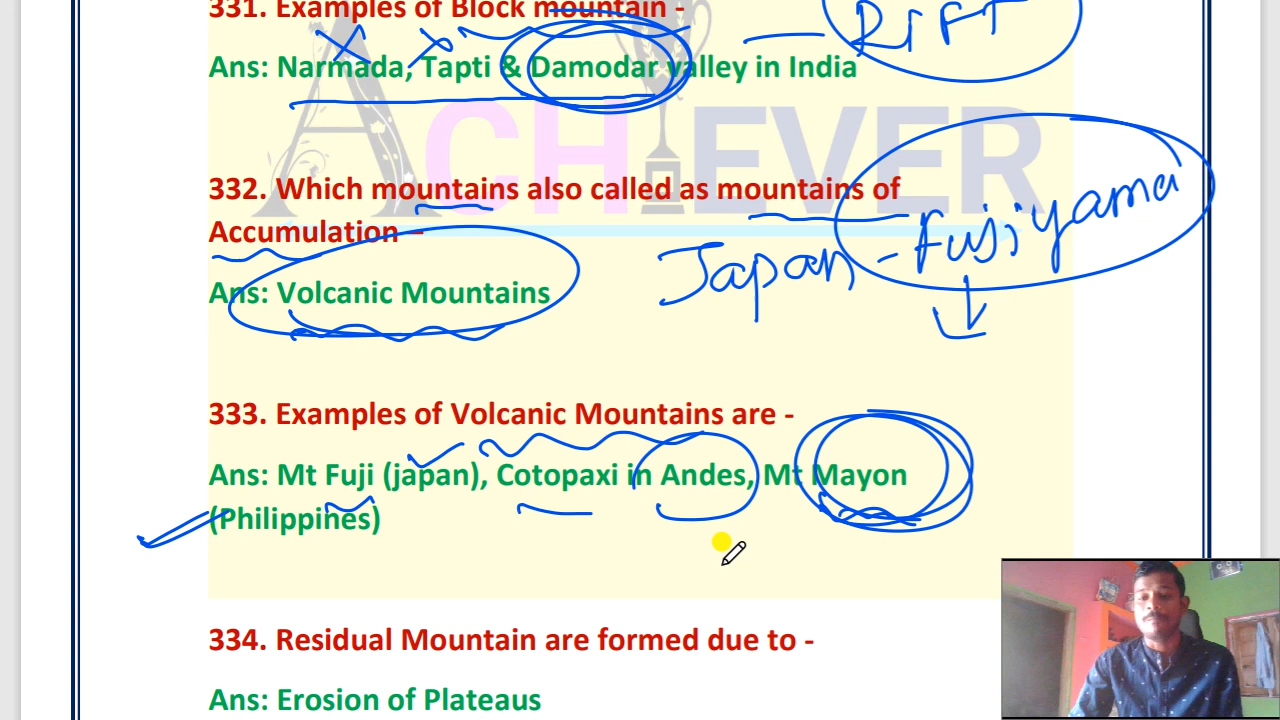 331. Examples of Block mountain -
RIFT
Ans: Narmada, Tapti & Damodar valley in India
ACHIEVER
332. Which mountains also called as mountains of
Accumulation –
Japan - Fujiyama
Ans: Volcanic Mountains
333. Examples of Volcanic Mountains are -
Ans: Mt Fuji (japan), Cotopaxi in Andes, Mt Mayon
(Philippines)
334. Residual Mountain are formed due to -
Ans: Erosion of Plateaus